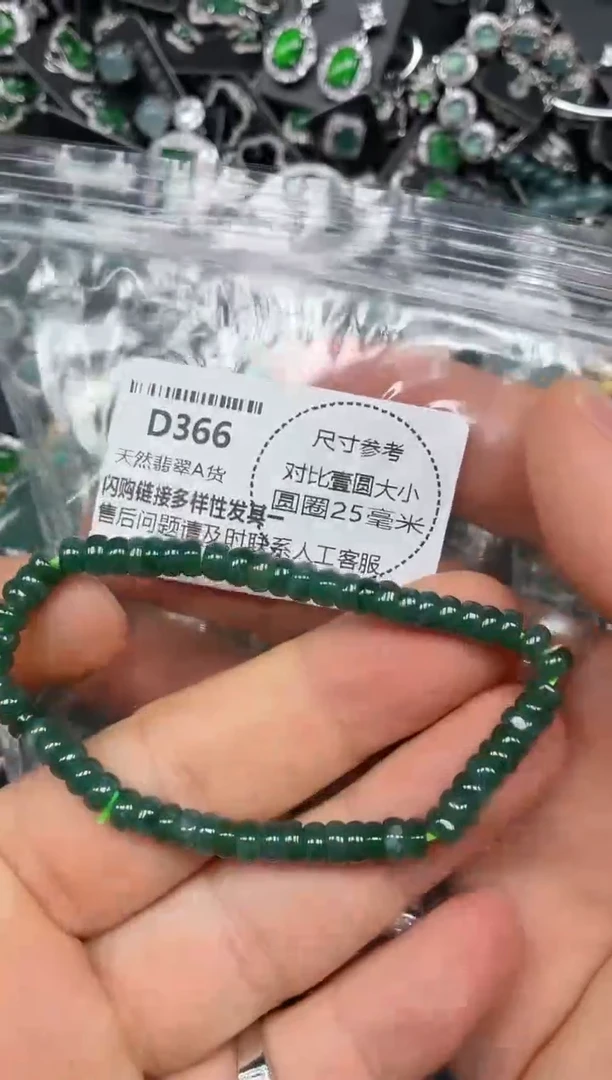 D366
天然翡翠A货
闪购链接多样性发其一
售后问题请及时联系人工客服
尺寸参考
对比壹圆大小
圆圈25毫米